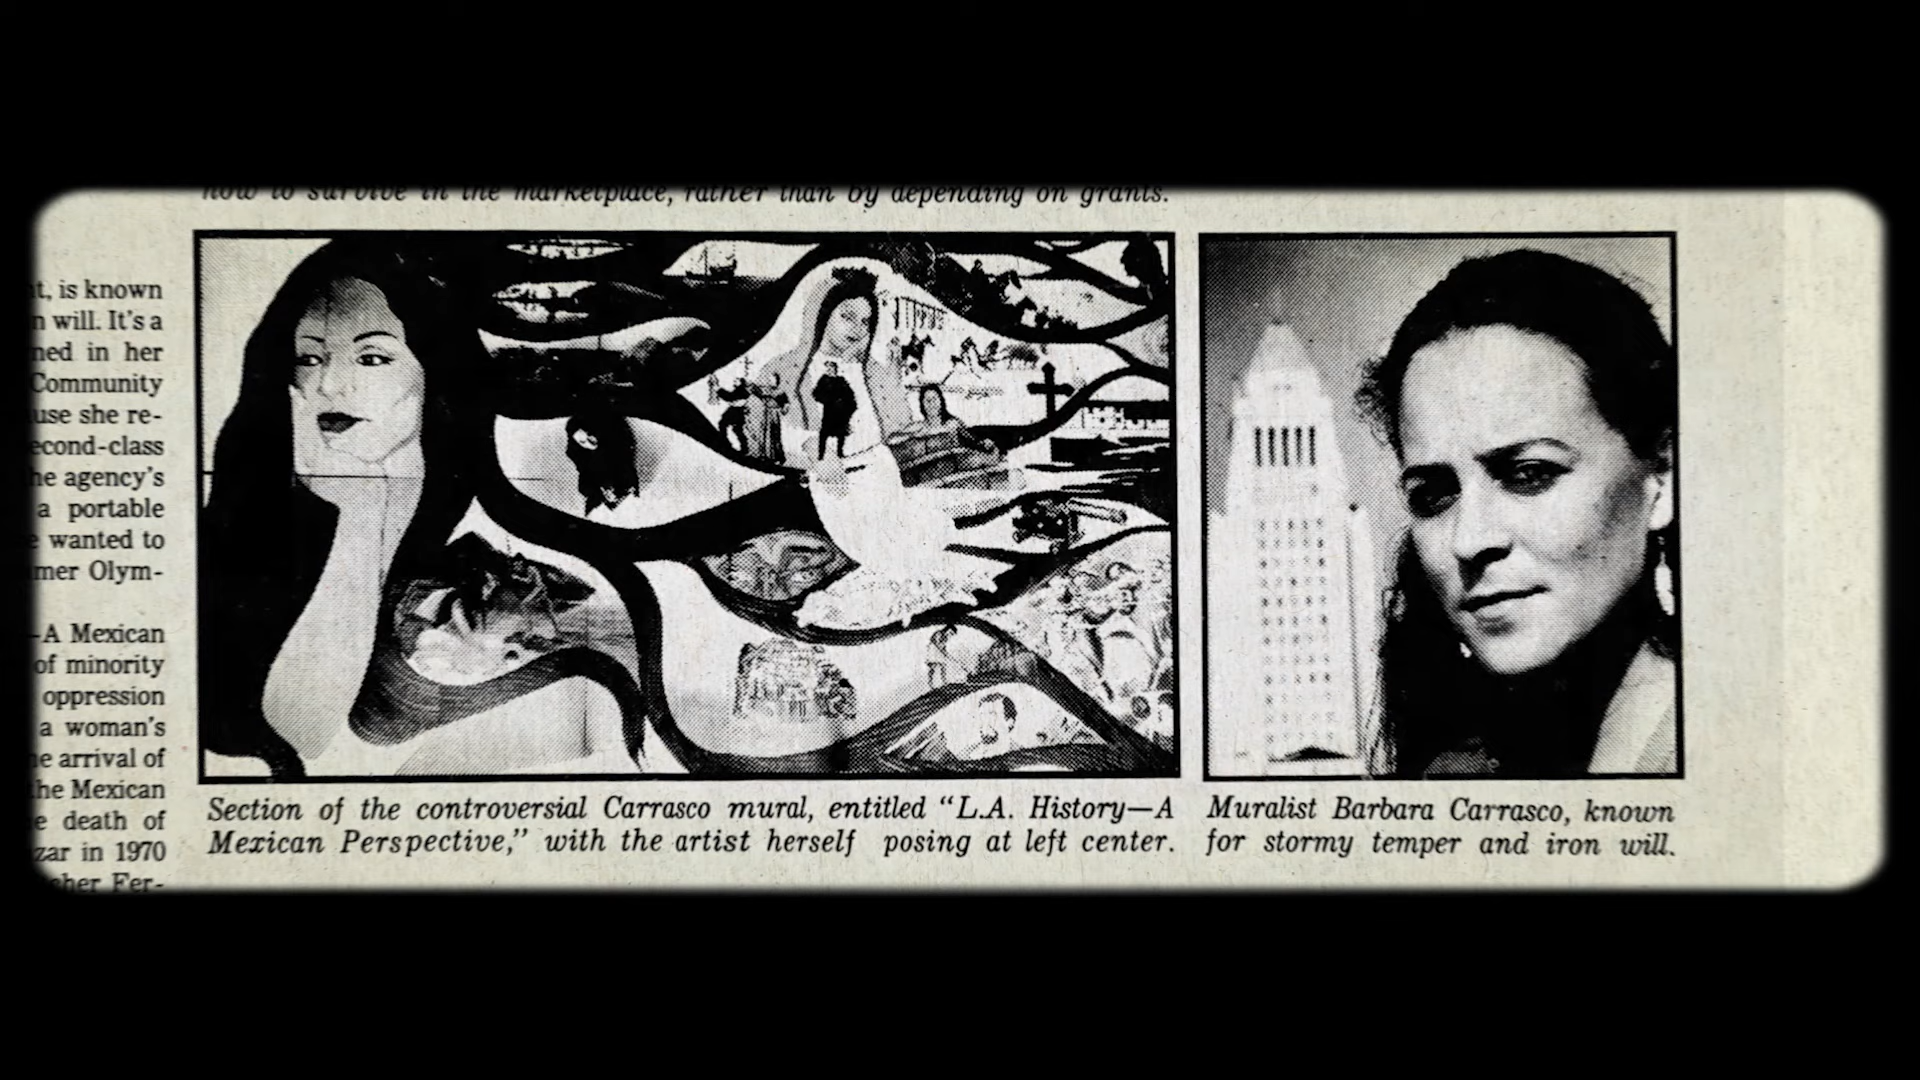 how to survive in the marketplace, rather than by depending on grants.
t, is known
n will. It's a
ned in her
Community
use she re-
econd-class
he agency's
a portable
wanted to
mer Olym-
—A Mexican
of minority
oppression
a woman's
he arrival of
the Mexican
death of
zar in 1970
her Fer-
Section of the controversial Carrasco mural, entitled “L.A. History—A
Mexican Perspective,” with the artist herself posing at left center.
Muralist Barbara Carrasco, known
for stormy temper and iron will.